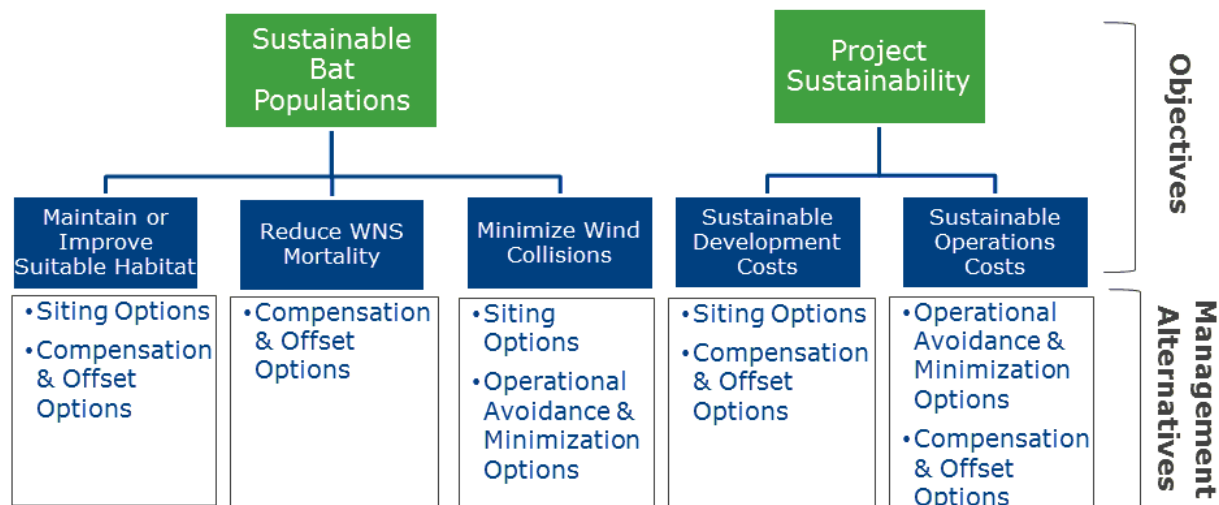 Sustainable
Bat
Populations
Project
Sustainability
Objectives
Maintain or
Improve
Suitable Habitat
Reduce WNS
Mortality
Minimize Wind
Collisions
Sustainable
Development
Costs
Sustainable
Operations
Costs
•Siting Options
•Compensation
& Offset
Options
•Compensation
& Offset
Options
•Siting
Options
•Operational
Avoidance &
Minimization
Options
•Siting Options
•Compensation
& Offset
Options
•Operational
Avoidance &
Minimization
Options
•Compensation
& Offset
Options
Management
Alternatives